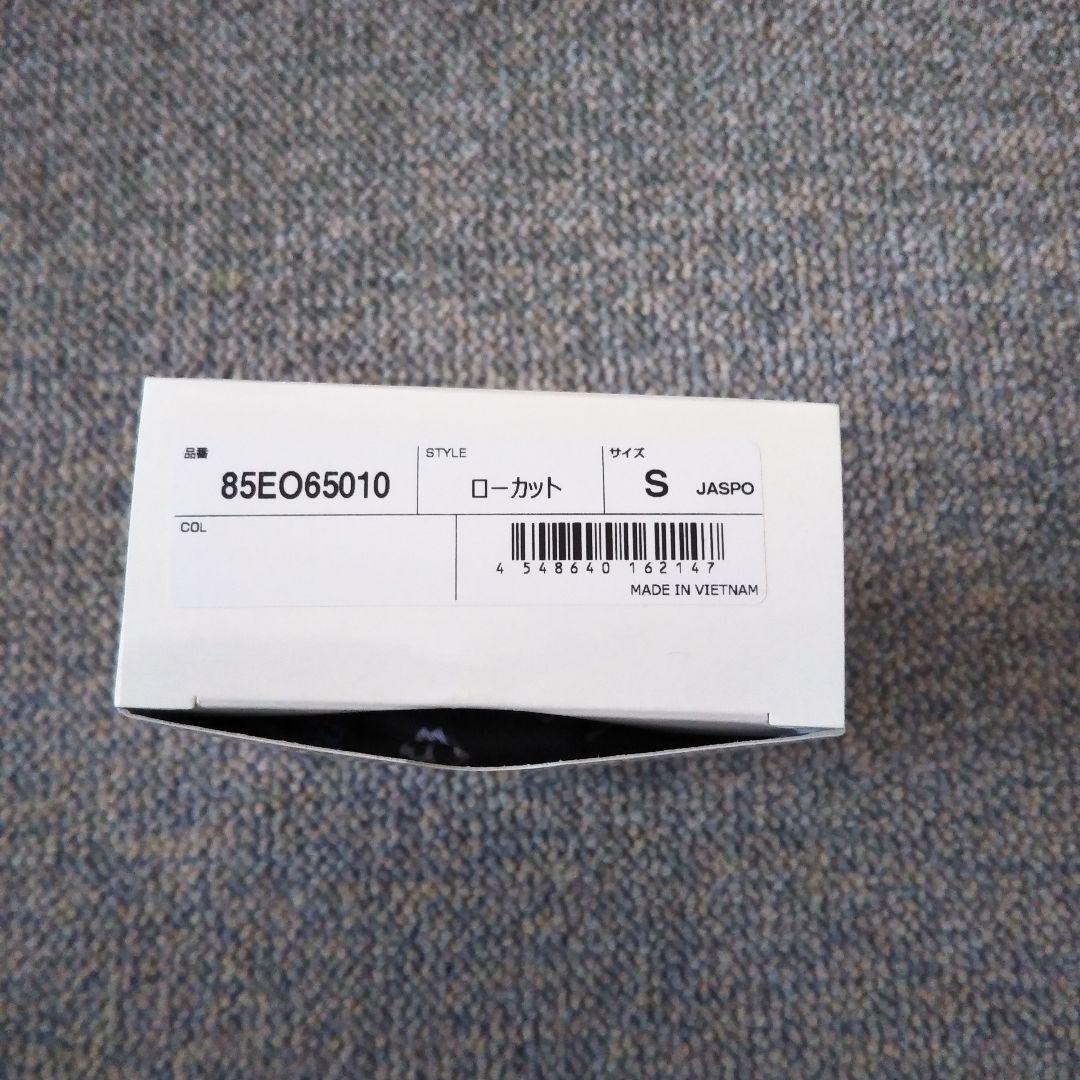 品番
85EO65010
STYLE
ローカット
サイズ
S JASPO
COL
4 548640 162147
MADE IN VIETNAM